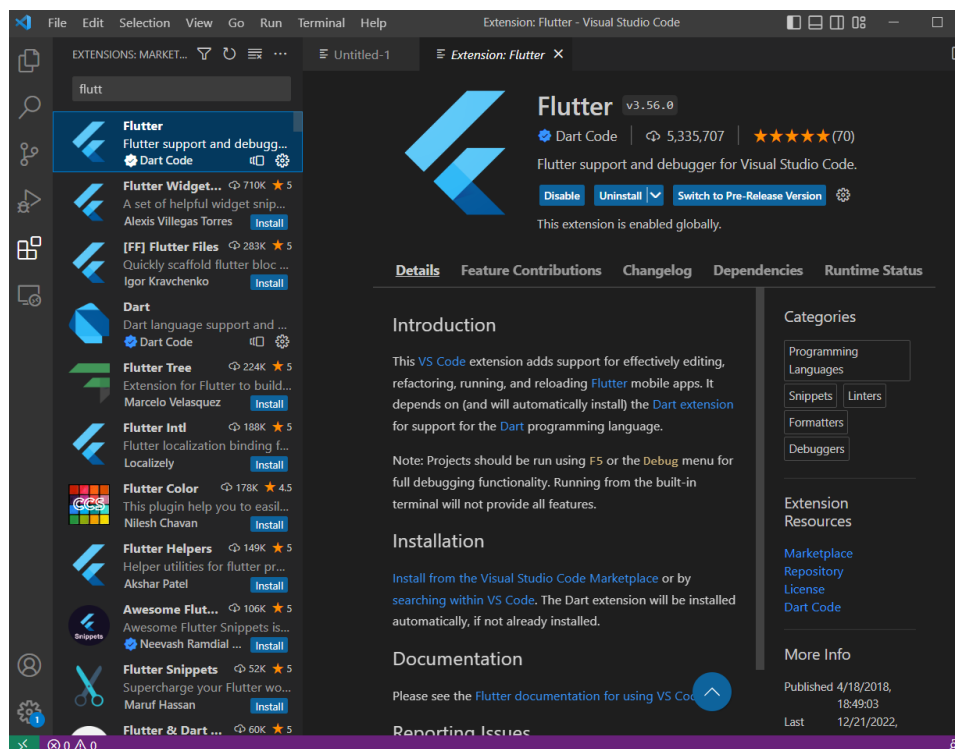 File Edit Selection View Go Run Terminal Help
Extension: Flutter - Visual Studio Code
EXTENSIONS: MARKET...
Untitled-1
Extension: Flutter
flutt
Flutter
Flutter support and debugg...
Dart Code
Flutter Widget... 710K ★ 5
A set of helpful widget snip...
Alexis Villegas Torres Install
[FF] Flutter Files 283K ★ 5
Quickly scaffold flutter bloc ...
Igor Kravchenko Install
Dart
Dart language support and ...
Dart Code
Flutter Tree 224K ★ 5
Extension for Flutter to build...
Marcelo Velasquez Install
Flutter Intl 188K ★ 5
Flutter localization binding f...
Localizely Install
CCS
Flutter Color 178K ★ 4.5
This plugin help you to easil...
Nilesh Chavan Install
Flutter Helpers 149K ★ 5
Helper utilities for flutter pr...
Akshar Patel Install
Snippets
Awesome Flut... 106K ★ 5
Awesome Flutter Snippets is...
Neevash Ramdial ... Install
Flutter Snippets 52K ★ 5
Supercharge your Flutter wo...
Maruf Hassan Install
Flutter & Dart ... 60K ★ 5
1
0 0
Flutter v3.56.0
Dart Code | 5,335,707 | ★★★★★(70)
Flutter support and debugger for Visual Studio Code.
Disable Uninstall Switch to Pre-Release Version
This extension is enabled globally.
Details Feature Contributions Changelog Dependencies Runtime Status
Introduction
This VS Code extension adds support for effectively editing,
refactoring, running, and reloading Flutter mobile apps. It
depends on (and will automatically install) the Dart extension
for support for the Dart programming language.
Note: Projects should be run using F5 or the Debug menu for
full debugging functionality. Running from the built-in
terminal will not provide all features.
Installation
Install from the Visual Studio Code Marketplace or by
searching within VS Code. The Dart extension will be installed
automatically, if not already installed.
Documentation
Please see the Flutter documentation for using VS Co
Reporting Issues
Categories
Programming
Languages
Snippets Linters
Formatters
Debuggers
Extension
Resources
Marketplace
Repository
License
Dart Code
More Info
Published 4/18/2018,
18:49:03
Last 12/21/2022,